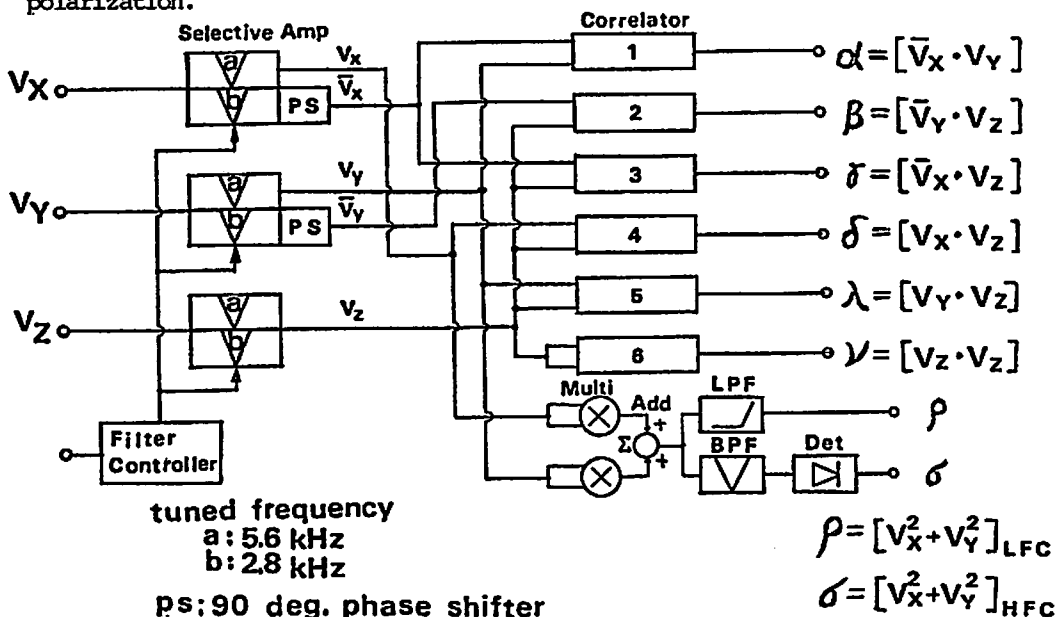 polarization.
Selective Amp
Correlator
VX
a
b
PS
Vx
V̄x
1
α=[V̄X・VY]
2
β=[V̄Y・VZ]
VY
a
b
PS
Vy
V̄y
3
γ=[V̄X・VZ]
4
δ=[VX・VZ]
VZ
a
b
Vz
5
λ=[VY・VZ]
6
ν=[VZ・VZ]
Multi
Add
LPF
+
ρ
Σ
+
BPF
Det
σ
Filter
Controller
tuned frequency
a: 5.6 kHz
b: 2.8 kHz
ps; 90 deg. phase shifter
ρ=[VX²+VY²]LFC
σ=[VX²+VY²]HFC